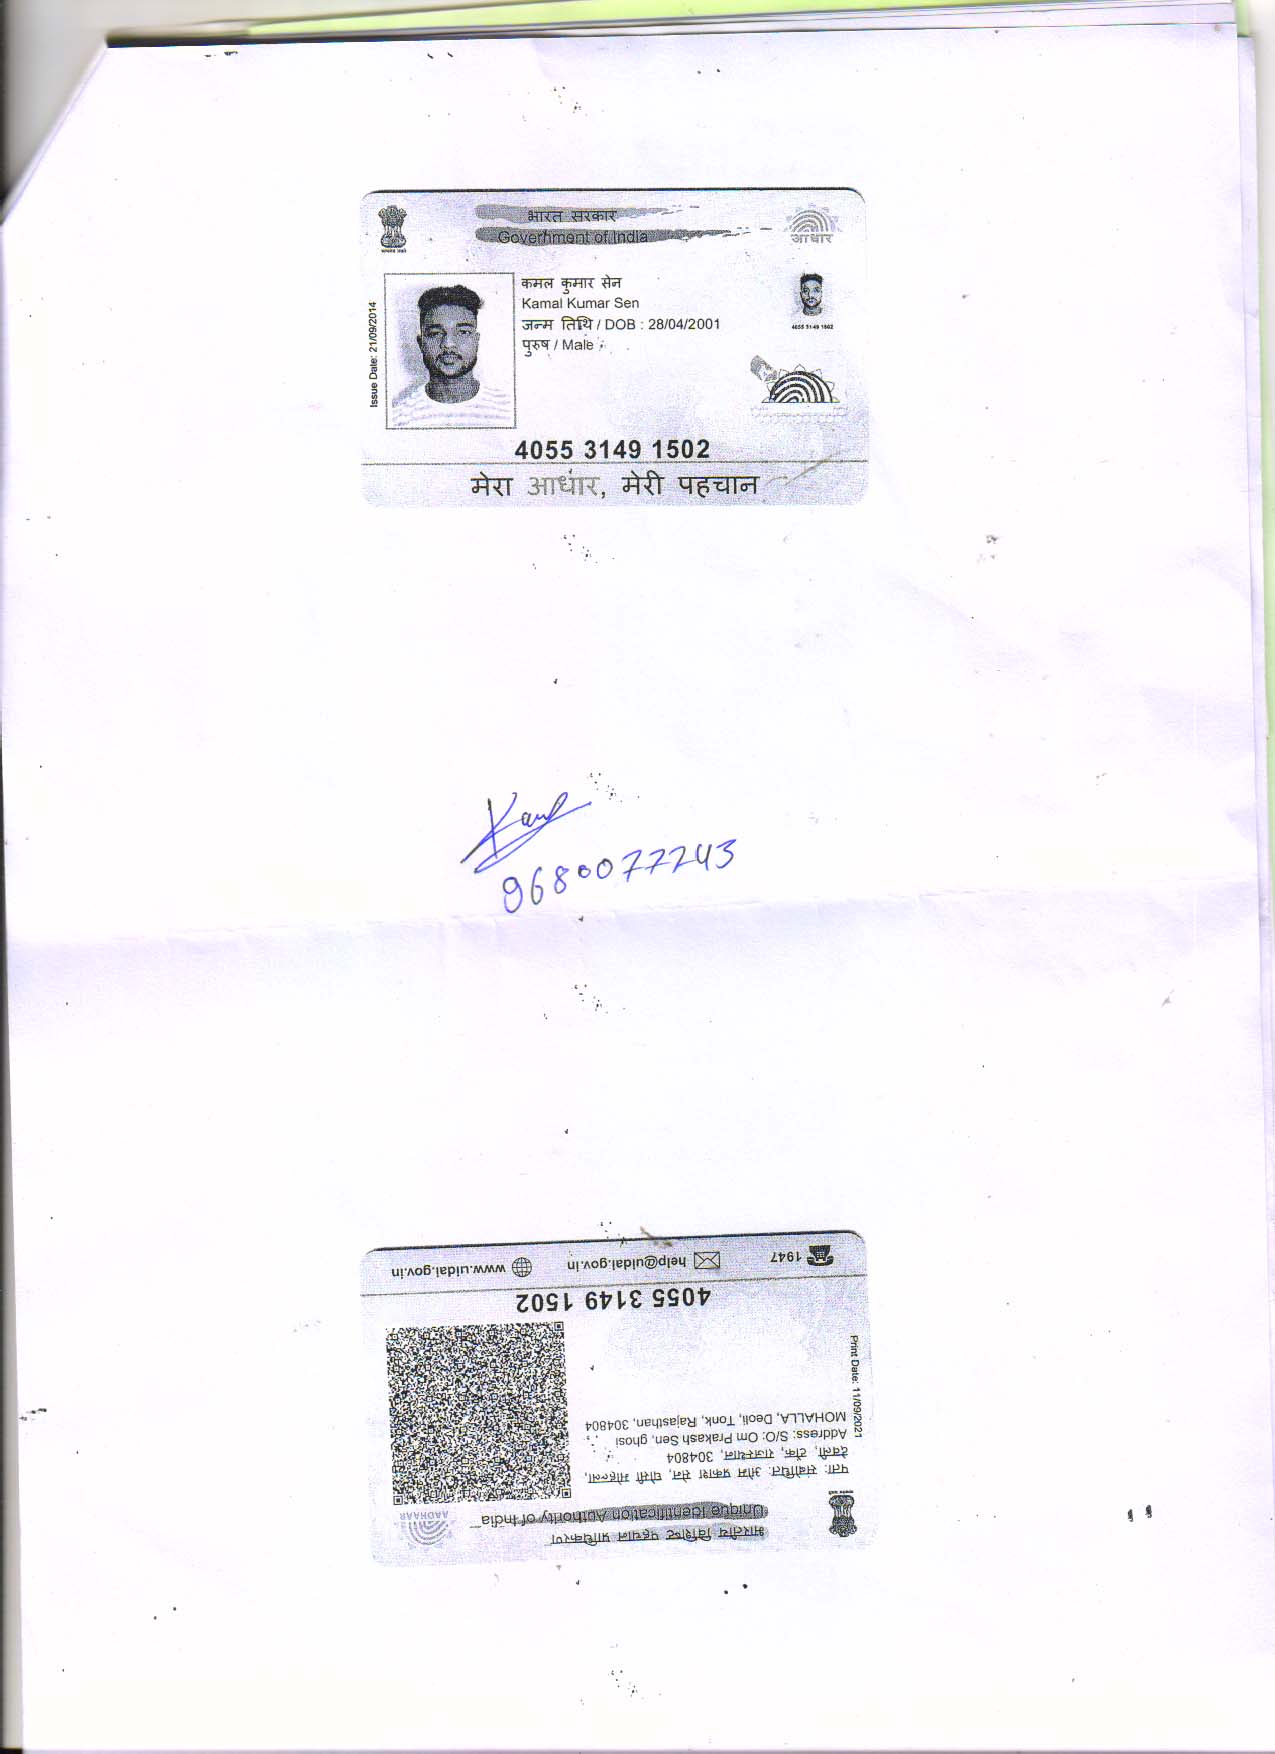 भारत सरकार
Government of India
आधार
कमल कुमार सेन
Kamal Kumar Sen
जन्म तिथि / DOB : 28/04/2001
पुरुष / Male
Issue Date: 21/09/2014
4055 3149 1502
4055 3149 1502
मेरा आधार, मेरी पहचान
9680077243
भारतीय विशिष्ट पहचान प्राधिकरण
Unique Identification Authority of India
AADHAAR
पता: संबंधित: ओम प्रकाश सेन, घोसी मोहल्ला,
देवली, टोंक, राजस्थान, 304804
Address: S/O: Om Prakash Sen, ghosi
MOHALLA, Deoli, Tonk, Rajasthan, 304804
Print Date: 11/09/2021
4055 3149 1502
1947
help@uidai.gov.in
www.uidai.gov.in